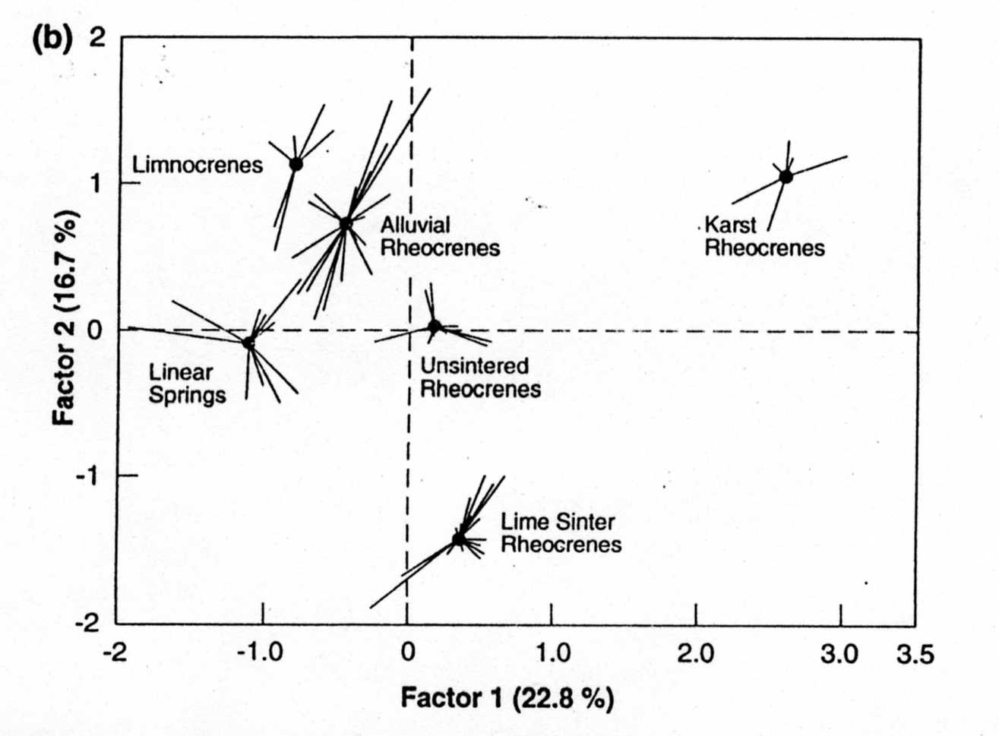 (b)
2
1
0
-1
-2
Factor 2 (16.7 %)
Limnocrenes
Alluvial
Rheocrenes
Karst
Rheocrenes
Linear
Springs
Unsintered
Rheocrenes
Lime Sinter
Rheocrenes
-2
-1.0
0
1.0
2.0
3.0
3.5
Factor 1 (22.8 %)